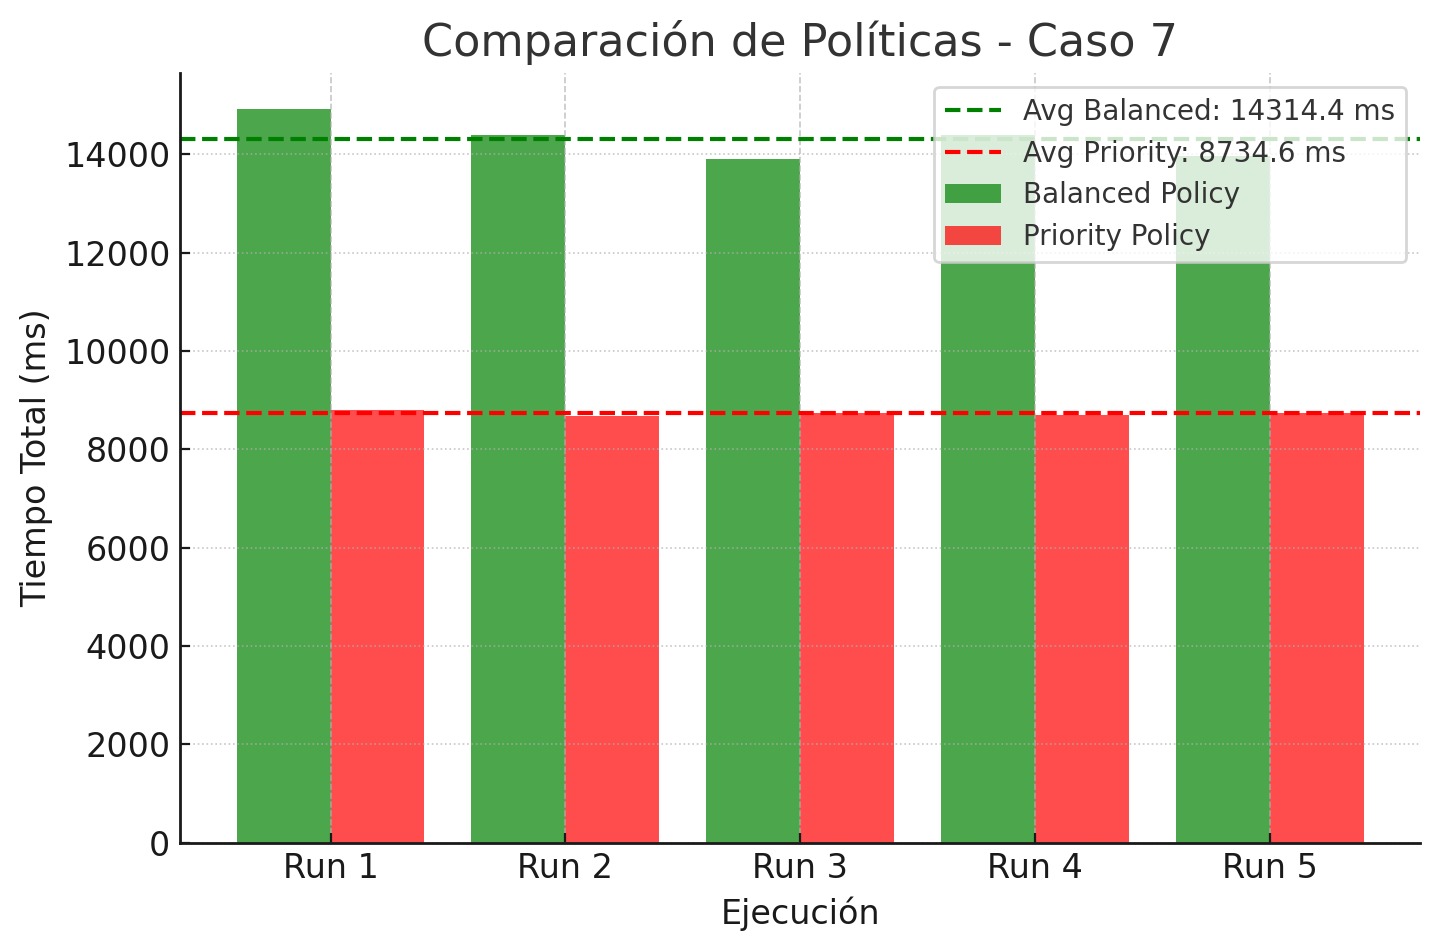 Comparación de Políticas - Caso 7
Avg Balanced: 14314.4 ms
Avg Priority: 8734.6 ms
Balanced Policy
Priority Policy
Tiempo Total (ms)
14000
12000
10000
8000
6000
4000
2000
0
Run 1
Run 2
Run 3
Run 4
Run 5
Ejecución